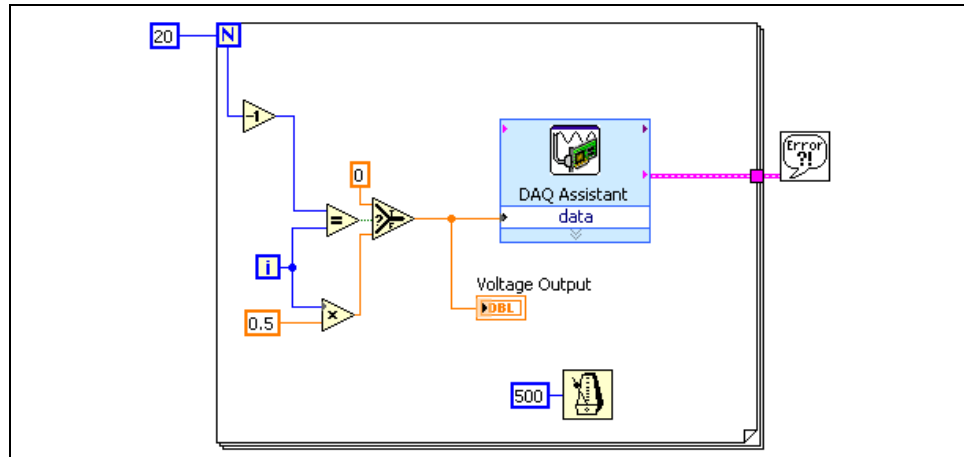 20
N
-1
Error
?!
0
DAQ Assistant
data
=
?
F
i
Voltage Output
DBL
0.5
x
500